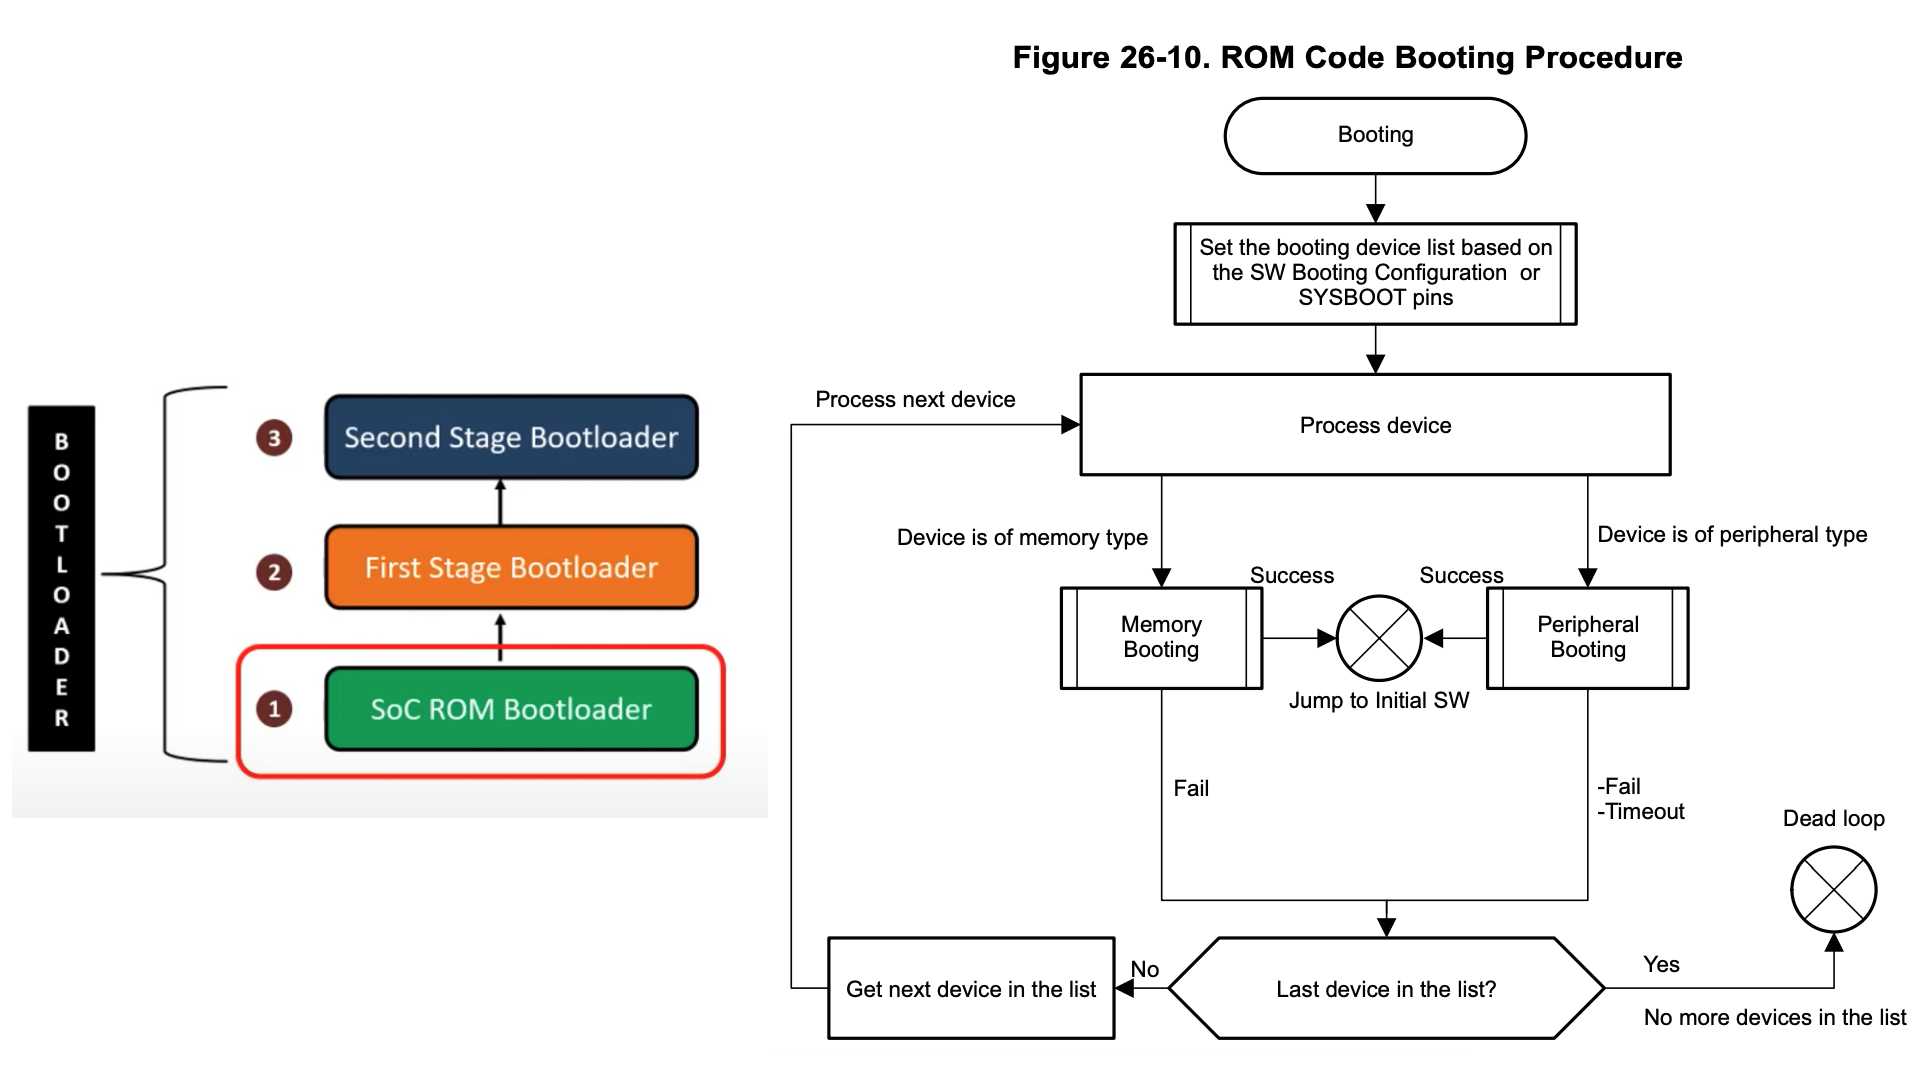 Figure 26-10. ROM Code Booting Procedure
Booting
Set the booting device list based on
the SW Booting Configuration or
SYSBOOT pins
Process next device
Process device
Device is of memory type
Device is of peripheral type
Success
Success
Memory
Booting
Peripheral
Booting
Jump to Initial SW
Fail
-Fail
-Timeout
Dead loop
Get next device in the list
No
Last device in the list?
Yes
No more devices in the list
BOOTLOADER
3
Second Stage Bootloader
2
First Stage Bootloader
1
SoC ROM Bootloader